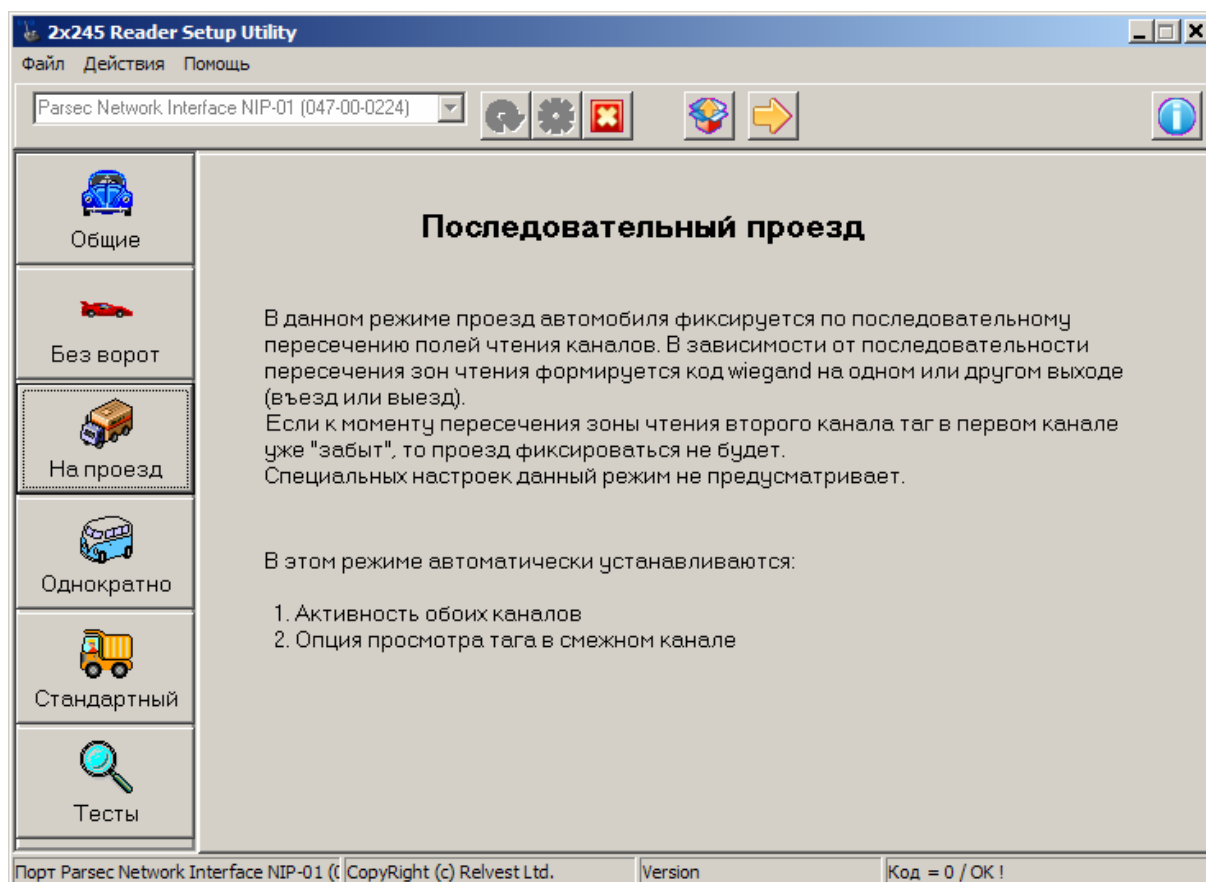 2x245 Reader Setup Utility
Файл Действия Помощь
Parsec Network Interface NIP-01 (047-00-0224)
Общие
Без ворот
На проезд
Однократно
Стандартный
Тесты
Последовательный проезд
В данном режиме проезд автомобиля фиксируется по последовательному
пересечению полей чтения каналов. В зависимости от последовательности
пересечения зон чтения формируется код wiegand на одном или другом выходе
(въезд или выезд).
Если к моменту пересечения зоны чтения второго канала таг в первом канале
уже "забыт", то проезд фиксироваться не будет.
Специальных настроек данный режим не предусматривает.
В этом режиме автоматически устанавливаются:
1. Активность обоих каналов
2. Опция просмотра тага в смежном канале
Порт Parsec Network Interface NIP-01 (0 CopyRight (c) Relvest Ltd. Version Код = 0 / OK !